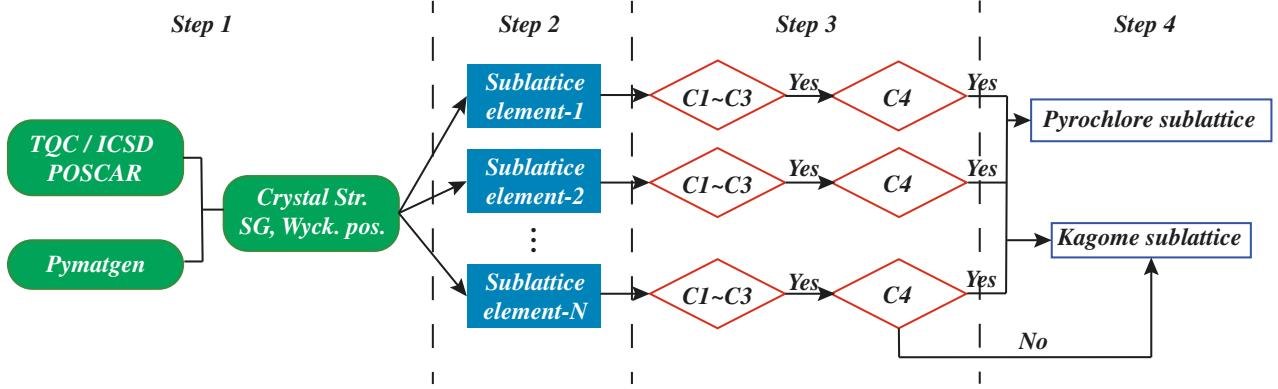 Step 1
Step 2
Step 3
Step 4
TQC / ICSD
POSCAR
Pymatgen
Crystal Str.
SG, Wyck. pos.
Sublattice
element-1
C1~C3
Yes
C4
Yes
Sublattice
element-2
C1~C3
Yes
C4
Yes
Sublattice
element-N
C1~C3
Yes
C4
Yes
No
Pyrochlore sublattice
Kagome sublattice